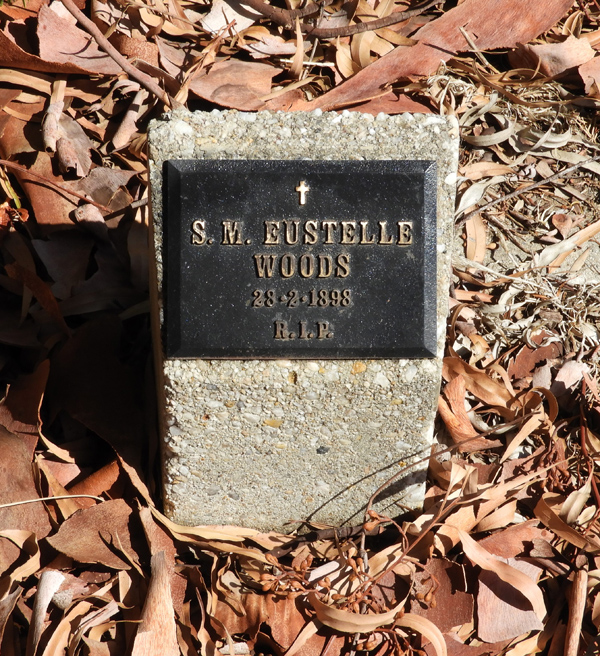 S. M. EUSTELLE
WOODS
28-2-1898
R.I.P.